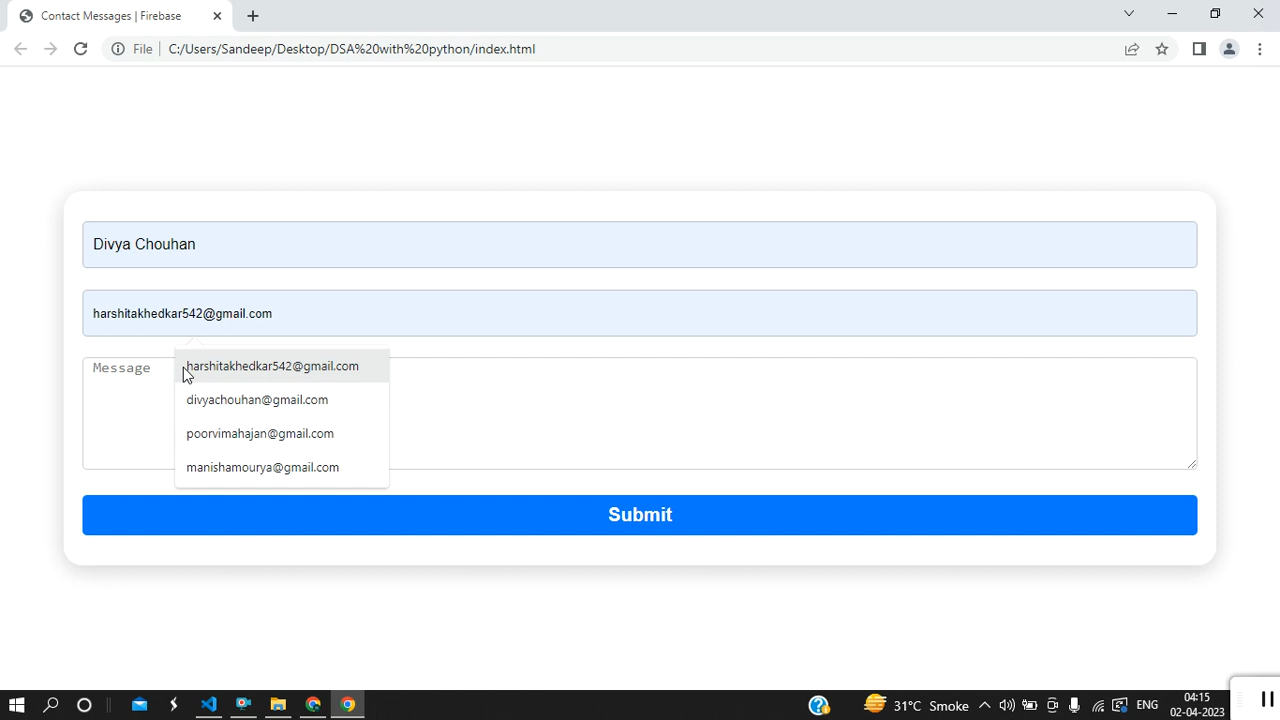 Contact Messages | Firebase
File
C:/Users/Sandeep/Desktop/DSA%20with%20python/index.html
Divya Chouhan
harshitakhedkar542@gmail.com
Message
harshitakhedkar542@gmail.com
divyachouhan@gmail.com
poorvimahajan@gmail.com
manishamourya@gmail.com
Submit
31°C Smoke
ENG
04:15
02-04-2023